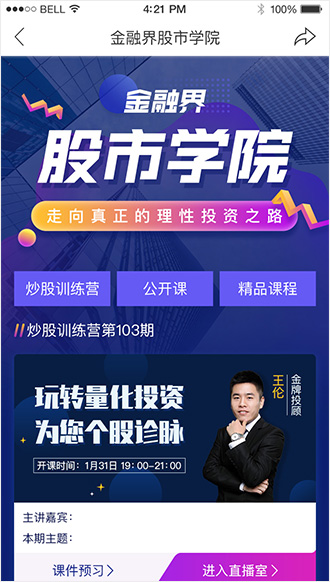 BELL 4:21 PM 100%
金融界股市学院
金融界
股市学院
走向真正的理性投资之路
炒股训练营 公开课 精品课程
炒股训练营第103期
玩转量化投资
为您个股诊脉
开课时间：1月31日 19:00-21:00
王伦
金牌投顾
主讲嘉宾：
本期主题：
课件预习 进入直播室